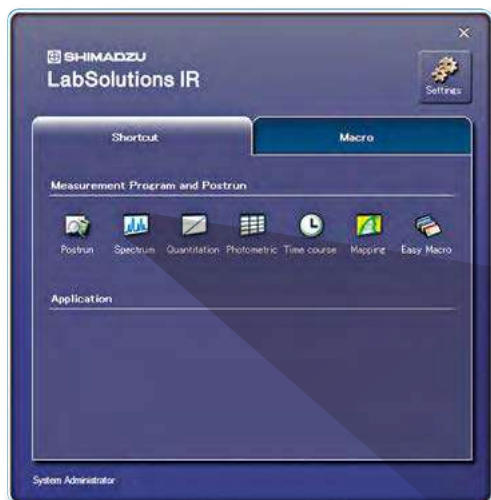 SHIMADZU
LabSolutions IR
Settings
Shortcut Macro
Measurement Program and Postrun
Postrun Spectrum Quantitation Photometric Time course Mapping Easy Macro
Application
System Administrator